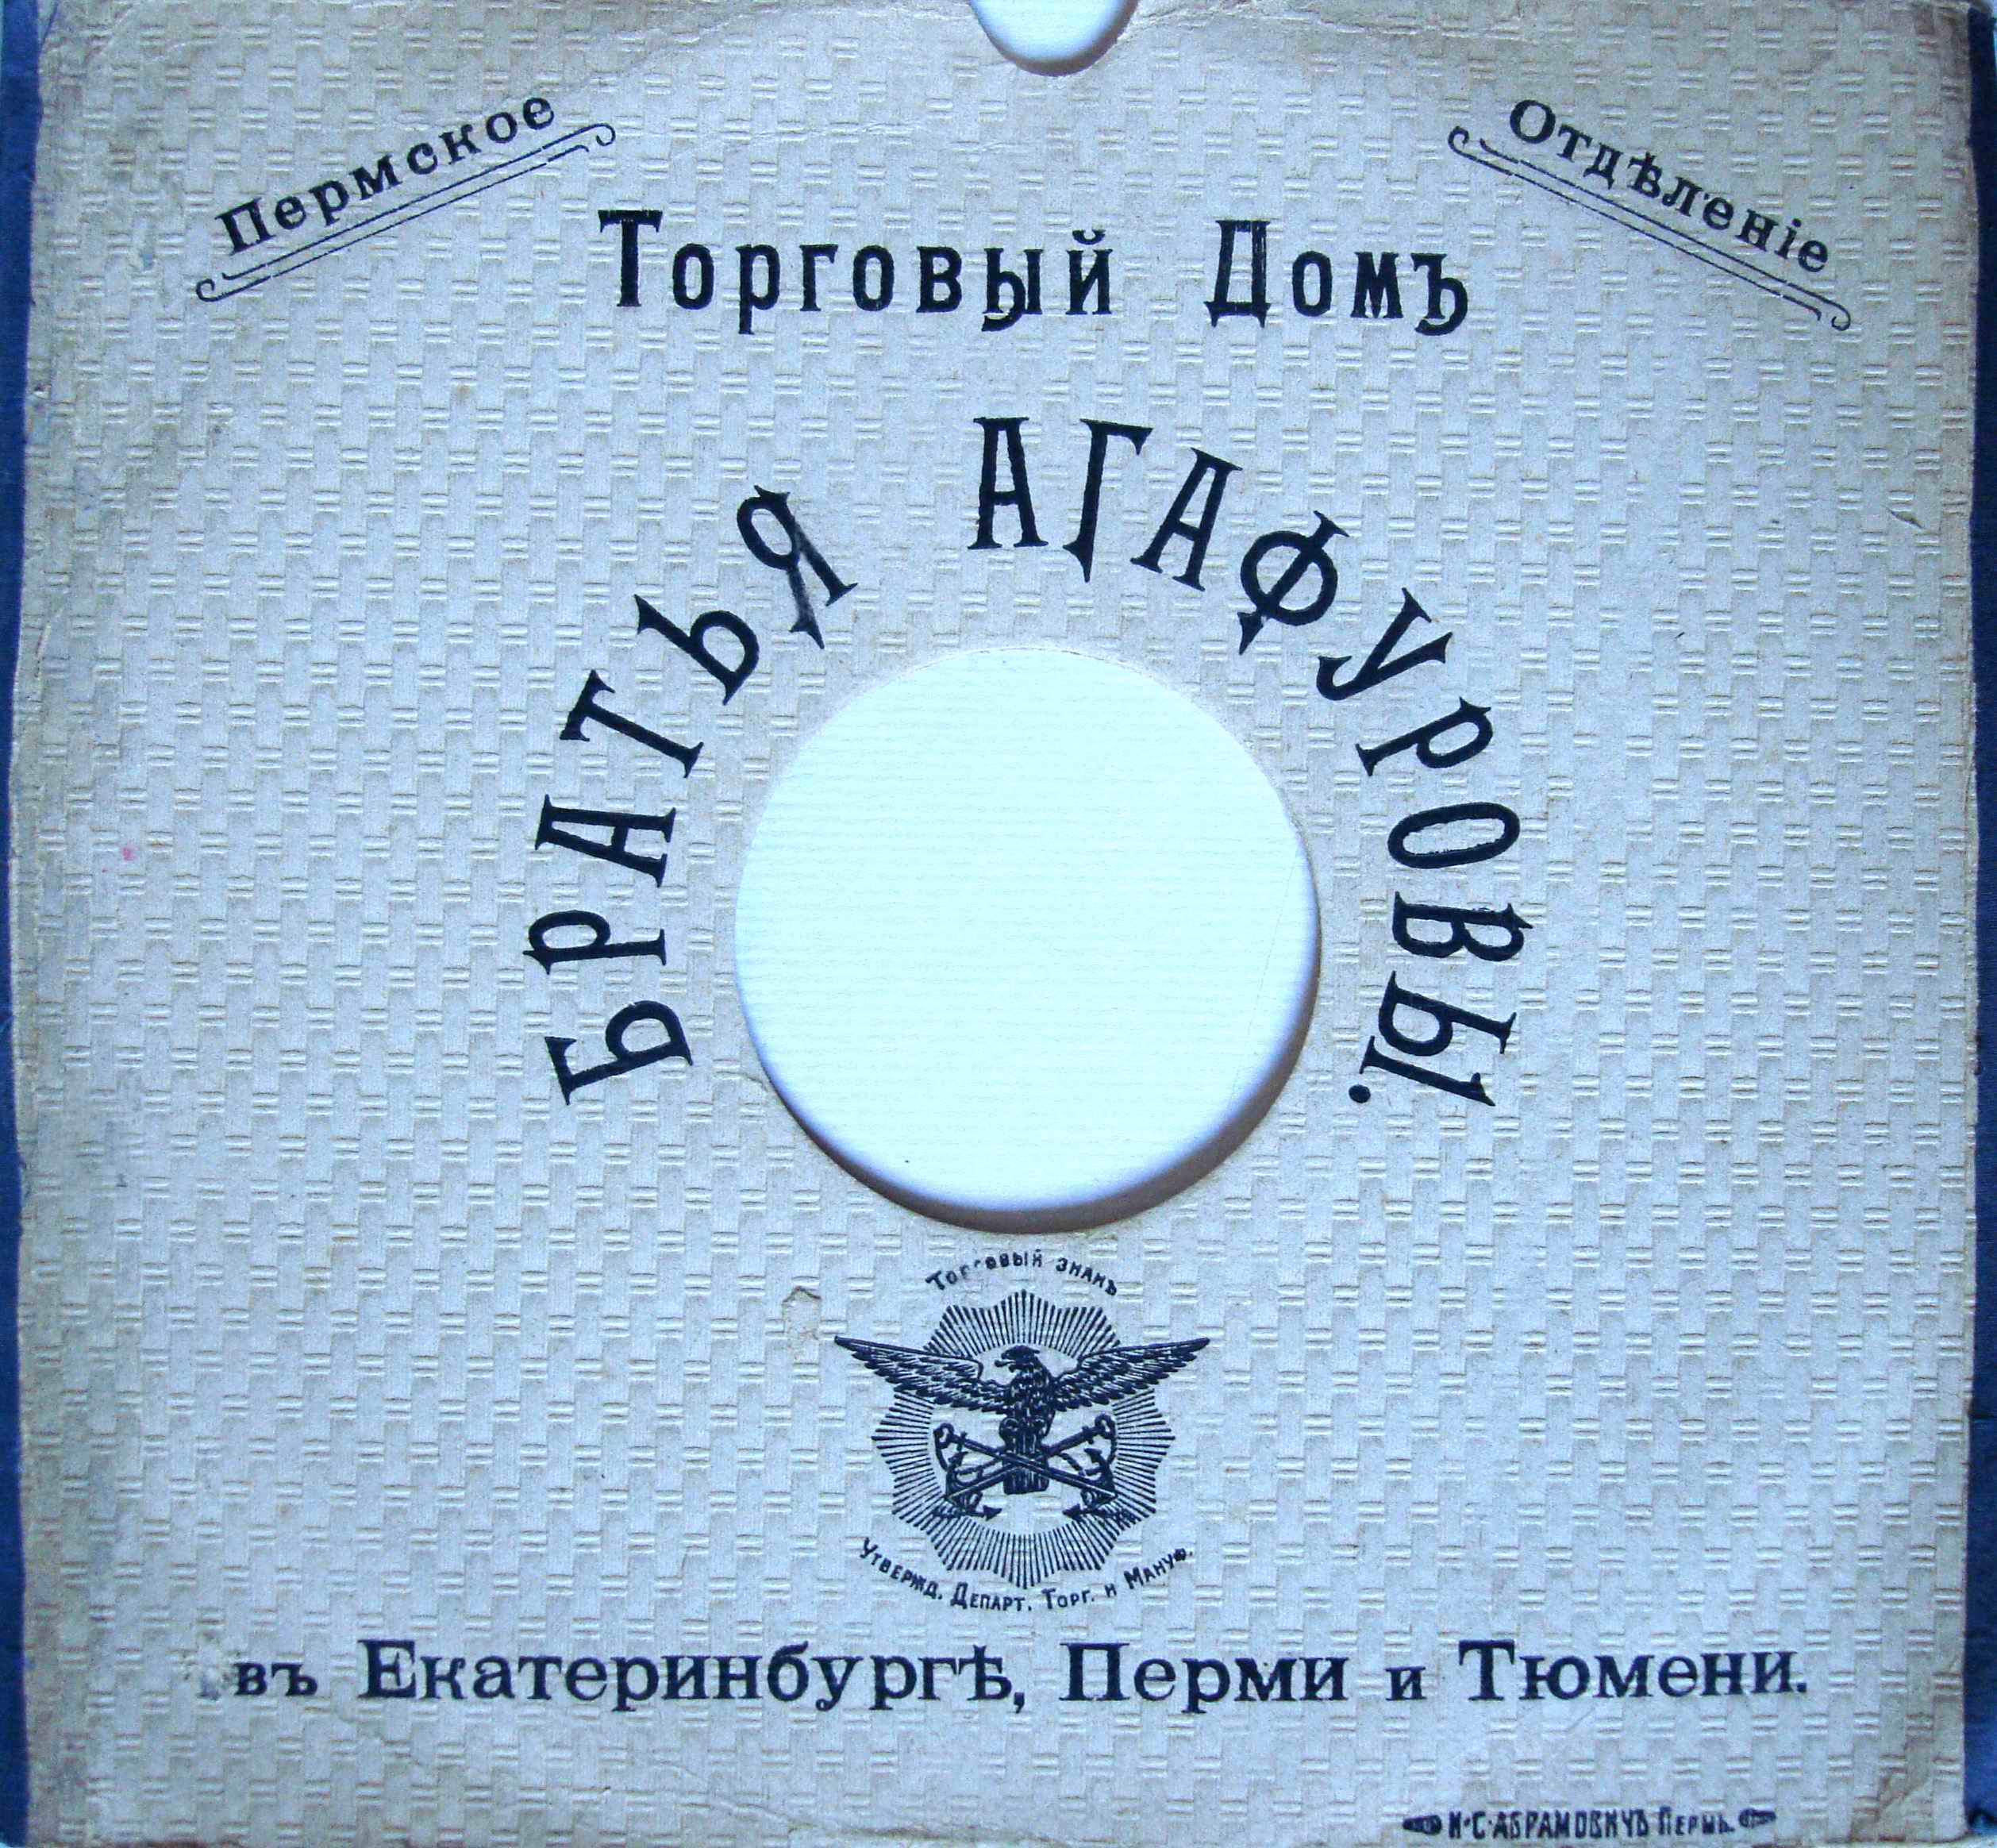 Пермское
Отдѣленіе
Торговый Домъ
БРАТЬЯ АГАФУРОВЫ.
Торговый знакъ
Утвержд. Департ. Торг. и Мануф.
въ Екатеринбургѣ, Перми и Тюмени.
И·С·АБРАМОВИЧЪ ПЕРМЬ.